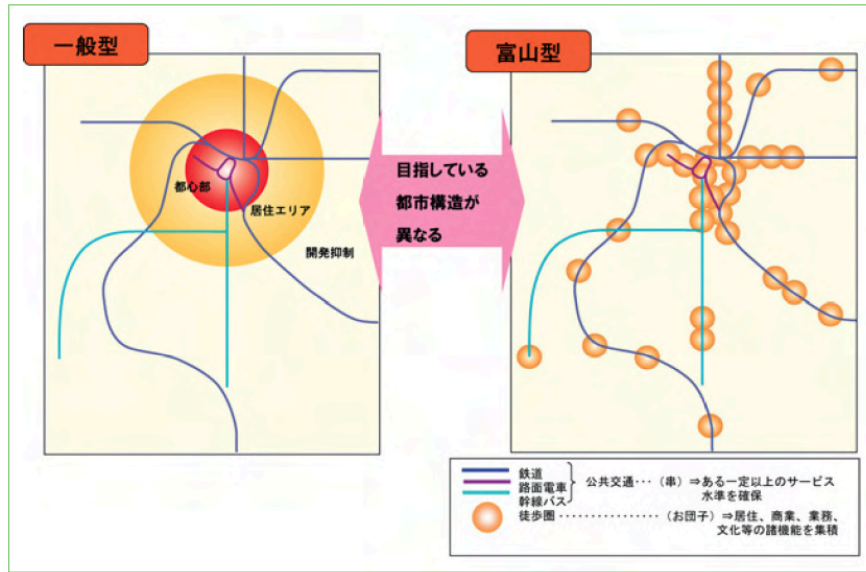 一般型
富山型
都心部
居住エリア
開発抑制
目指している
都市構造が
異なる
鉄道
路面電車
幹線バス
公共交通･･･（串）⇒ある一定以上のサービス
水準を確保
徒歩圏 ････････････････（お団子）⇒居住、商業、業務、
文化等の諸機能を集積